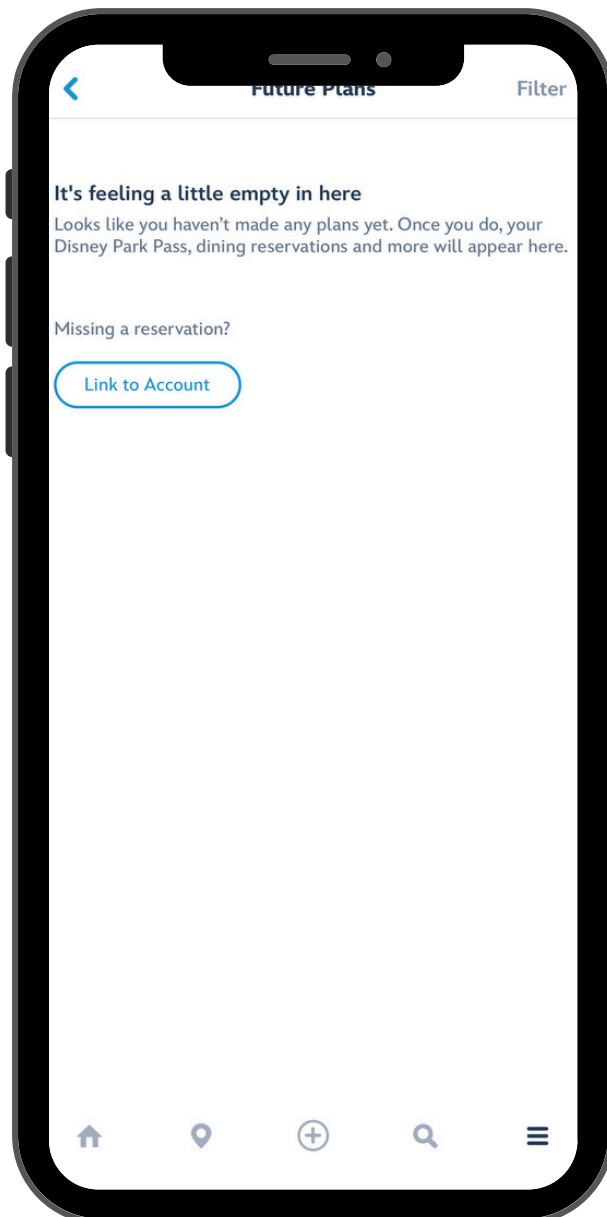 Future Plans
Filter
It's feeling a little empty in here
Looks like you haven’t made any plans yet. Once you do, your
Disney Park Pass, dining reservations and more will appear here.
Missing a reservation?
Link to Account